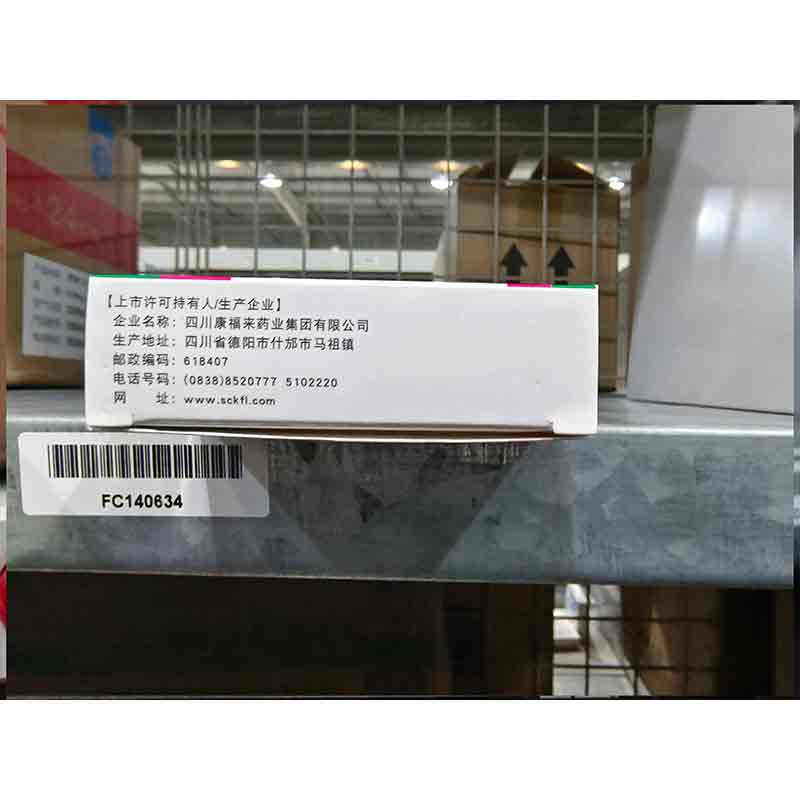 【上市许可持有人/生产企业】
企业名称：四川康福来药业集团有限公司
生产地址：四川省德阳市什邡市马祖镇
邮政编码：618407
电话号码：(0838)8520777 5102220
网　　址：www.sckfl.com
FC140634
24